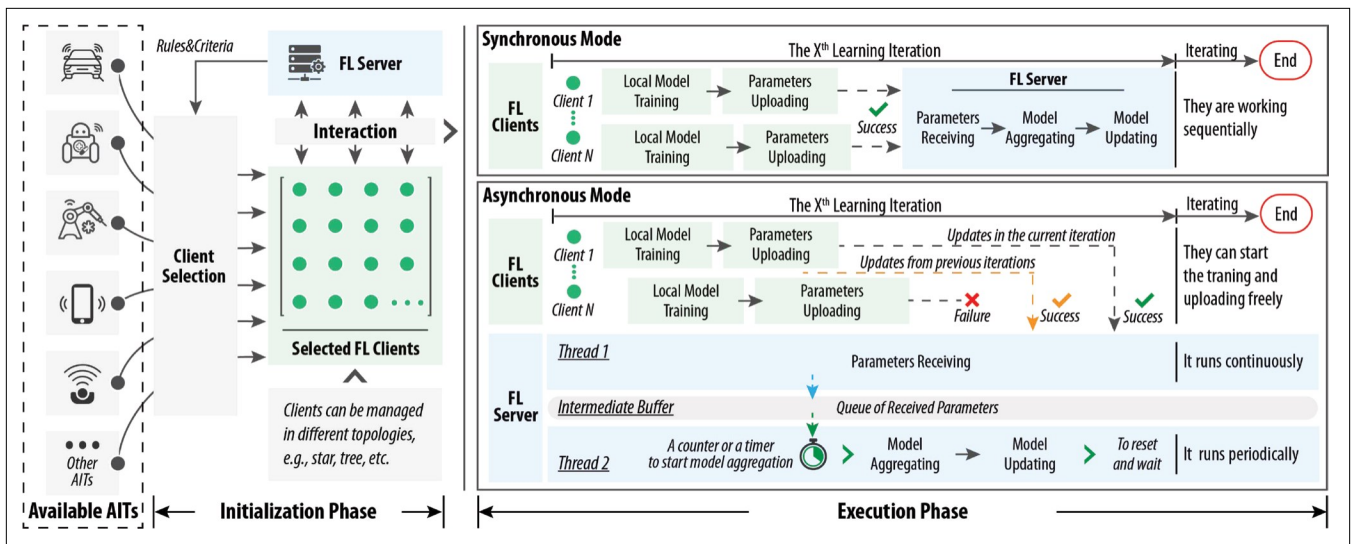 Rules&Criteria
FL Server
Interaction
Client
Selection
Selected FL Clients
Clients can be managed
in different topologies,
e.g., star, tree, etc.
Other
AITs
Available AITs
Initialization Phase
Synchronous Mode
The Xth Learning Iteration
Iterating
End
FL
Clients
Client 1
Client N
Local Model
Training
Parameters
Uploading
Local Model
Training
Parameters
Uploading
Success
FL Server
Parameters
Receiving
Model
Aggregating
Model
Updating
They are working
sequentially
Asynchronous Mode
The Xth Learning Iteration
Iterating
End
FL
Clients
Client 1
Client N
Local Model
Training
Parameters
Uploading
Local Model
Training
Parameters
Uploading
Updates in the current iteration
Updates from previous iterations
Failure
Success
Success
They can start
the traning and
uploading freely
FL
Server
Thread 1
Parameters Receiving
It runs continuously
Intermediate Buffer
Queue of Received Parameters
Thread 2
A counter or a timer
to start model aggregation
Model
Aggregating
Model
Updating
To reset
and wait
It runs periodically
Execution Phase